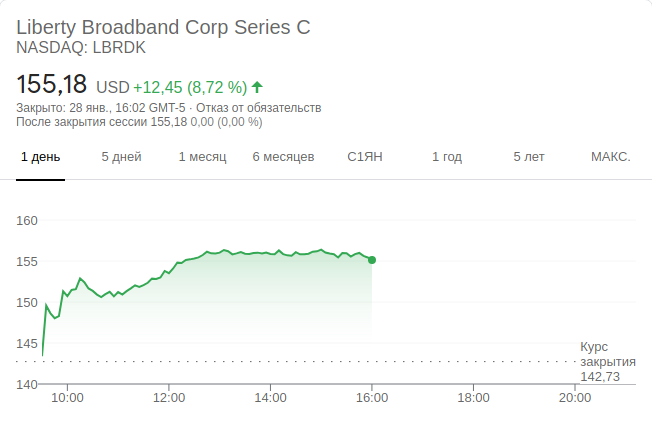 Liberty Broadband Corp Series C
NASDAQ: LBRDK
155,18 USD +12,45 (8,72 %)
Закрыто: 28 янв., 16:02 GMT-5 · Отказ от обязательств
После закрытия сессии 155,18 0,00 (0,00 %)
1 день 5 дней 1 месяц 6 месяцев С1ЯН 1 год 5 лет МАКС.
160
155
150
145
Курс
закрытия
142,73
140
10:00 12:00 14:00 16:00 18:00 20:00